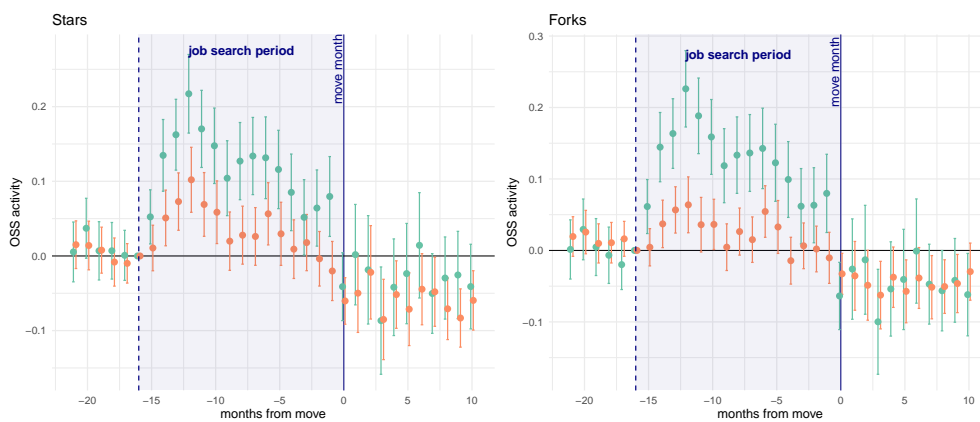 Stars
job search period
move month
OSS activity
0.2
0.1
0.0
−0.1
−20
−15
−10
−5
0
5
10
months from move
Forks
job search period
move month
OSS activity
0.3
0.2
0.1
0.0
−0.1
−20
−15
−10
−5
0
5
10
months from move